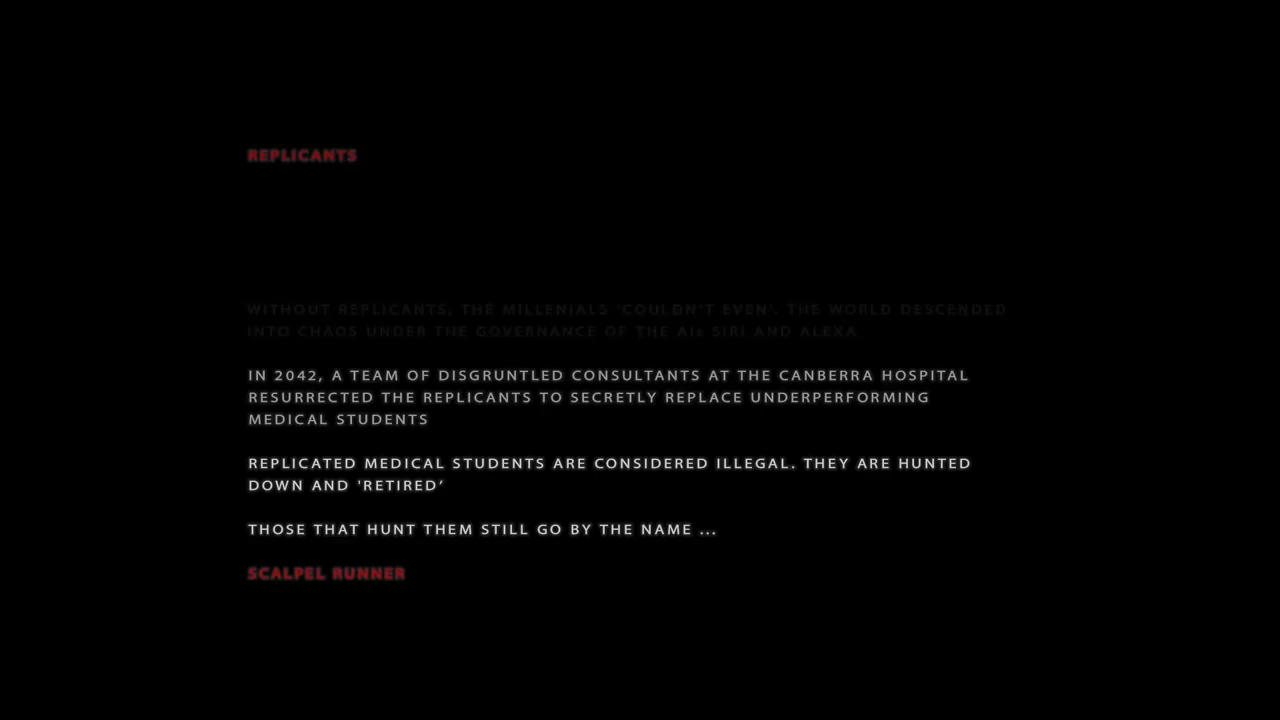 REPLICANTS
WITHOUT REPLICANTS, THE MILLENIALS 'COULDN'T EVEN'. THE WORLD DESCENDED
INTO CHAOS UNDER THE GOVERNANCE OF THE AIs SIRI AND ALEXA
IN 2042, A TEAM OF DISGRUNTLED CONSULTANTS AT THE CANBERRA HOSPITAL
RESURRECTED THE REPLICANTS TO SECRETLY REPLACE UNDERPERFORMING
MEDICAL STUDENTS
REPLICATED MEDICAL STUDENTS ARE CONSIDERED ILLEGAL. THEY ARE HUNTED
DOWN AND 'RETIRED’
THOSE THAT HUNT THEM STILL GO BY THE NAME ...
SCALPEL RUNNER